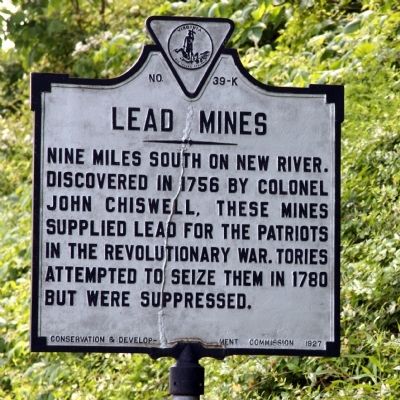 VIRGINIA
NO. 39-K
LEAD MINES
NINE MILES SOUTH ON NEW RIVER.
DISCOVERED IN 1756 BY COLONEL
JOHN CHISWELL, THESE MINES
SUPPLIED LEAD FOR THE PATRIOTS
IN THE REVOLUTIONARY WAR. TORIES
ATTEMPTED TO SEIZE THEM IN 1780
BUT WERE SUPPRESSED.
CONSERVATION & DEVELOP- MENT COMMISSION 1927